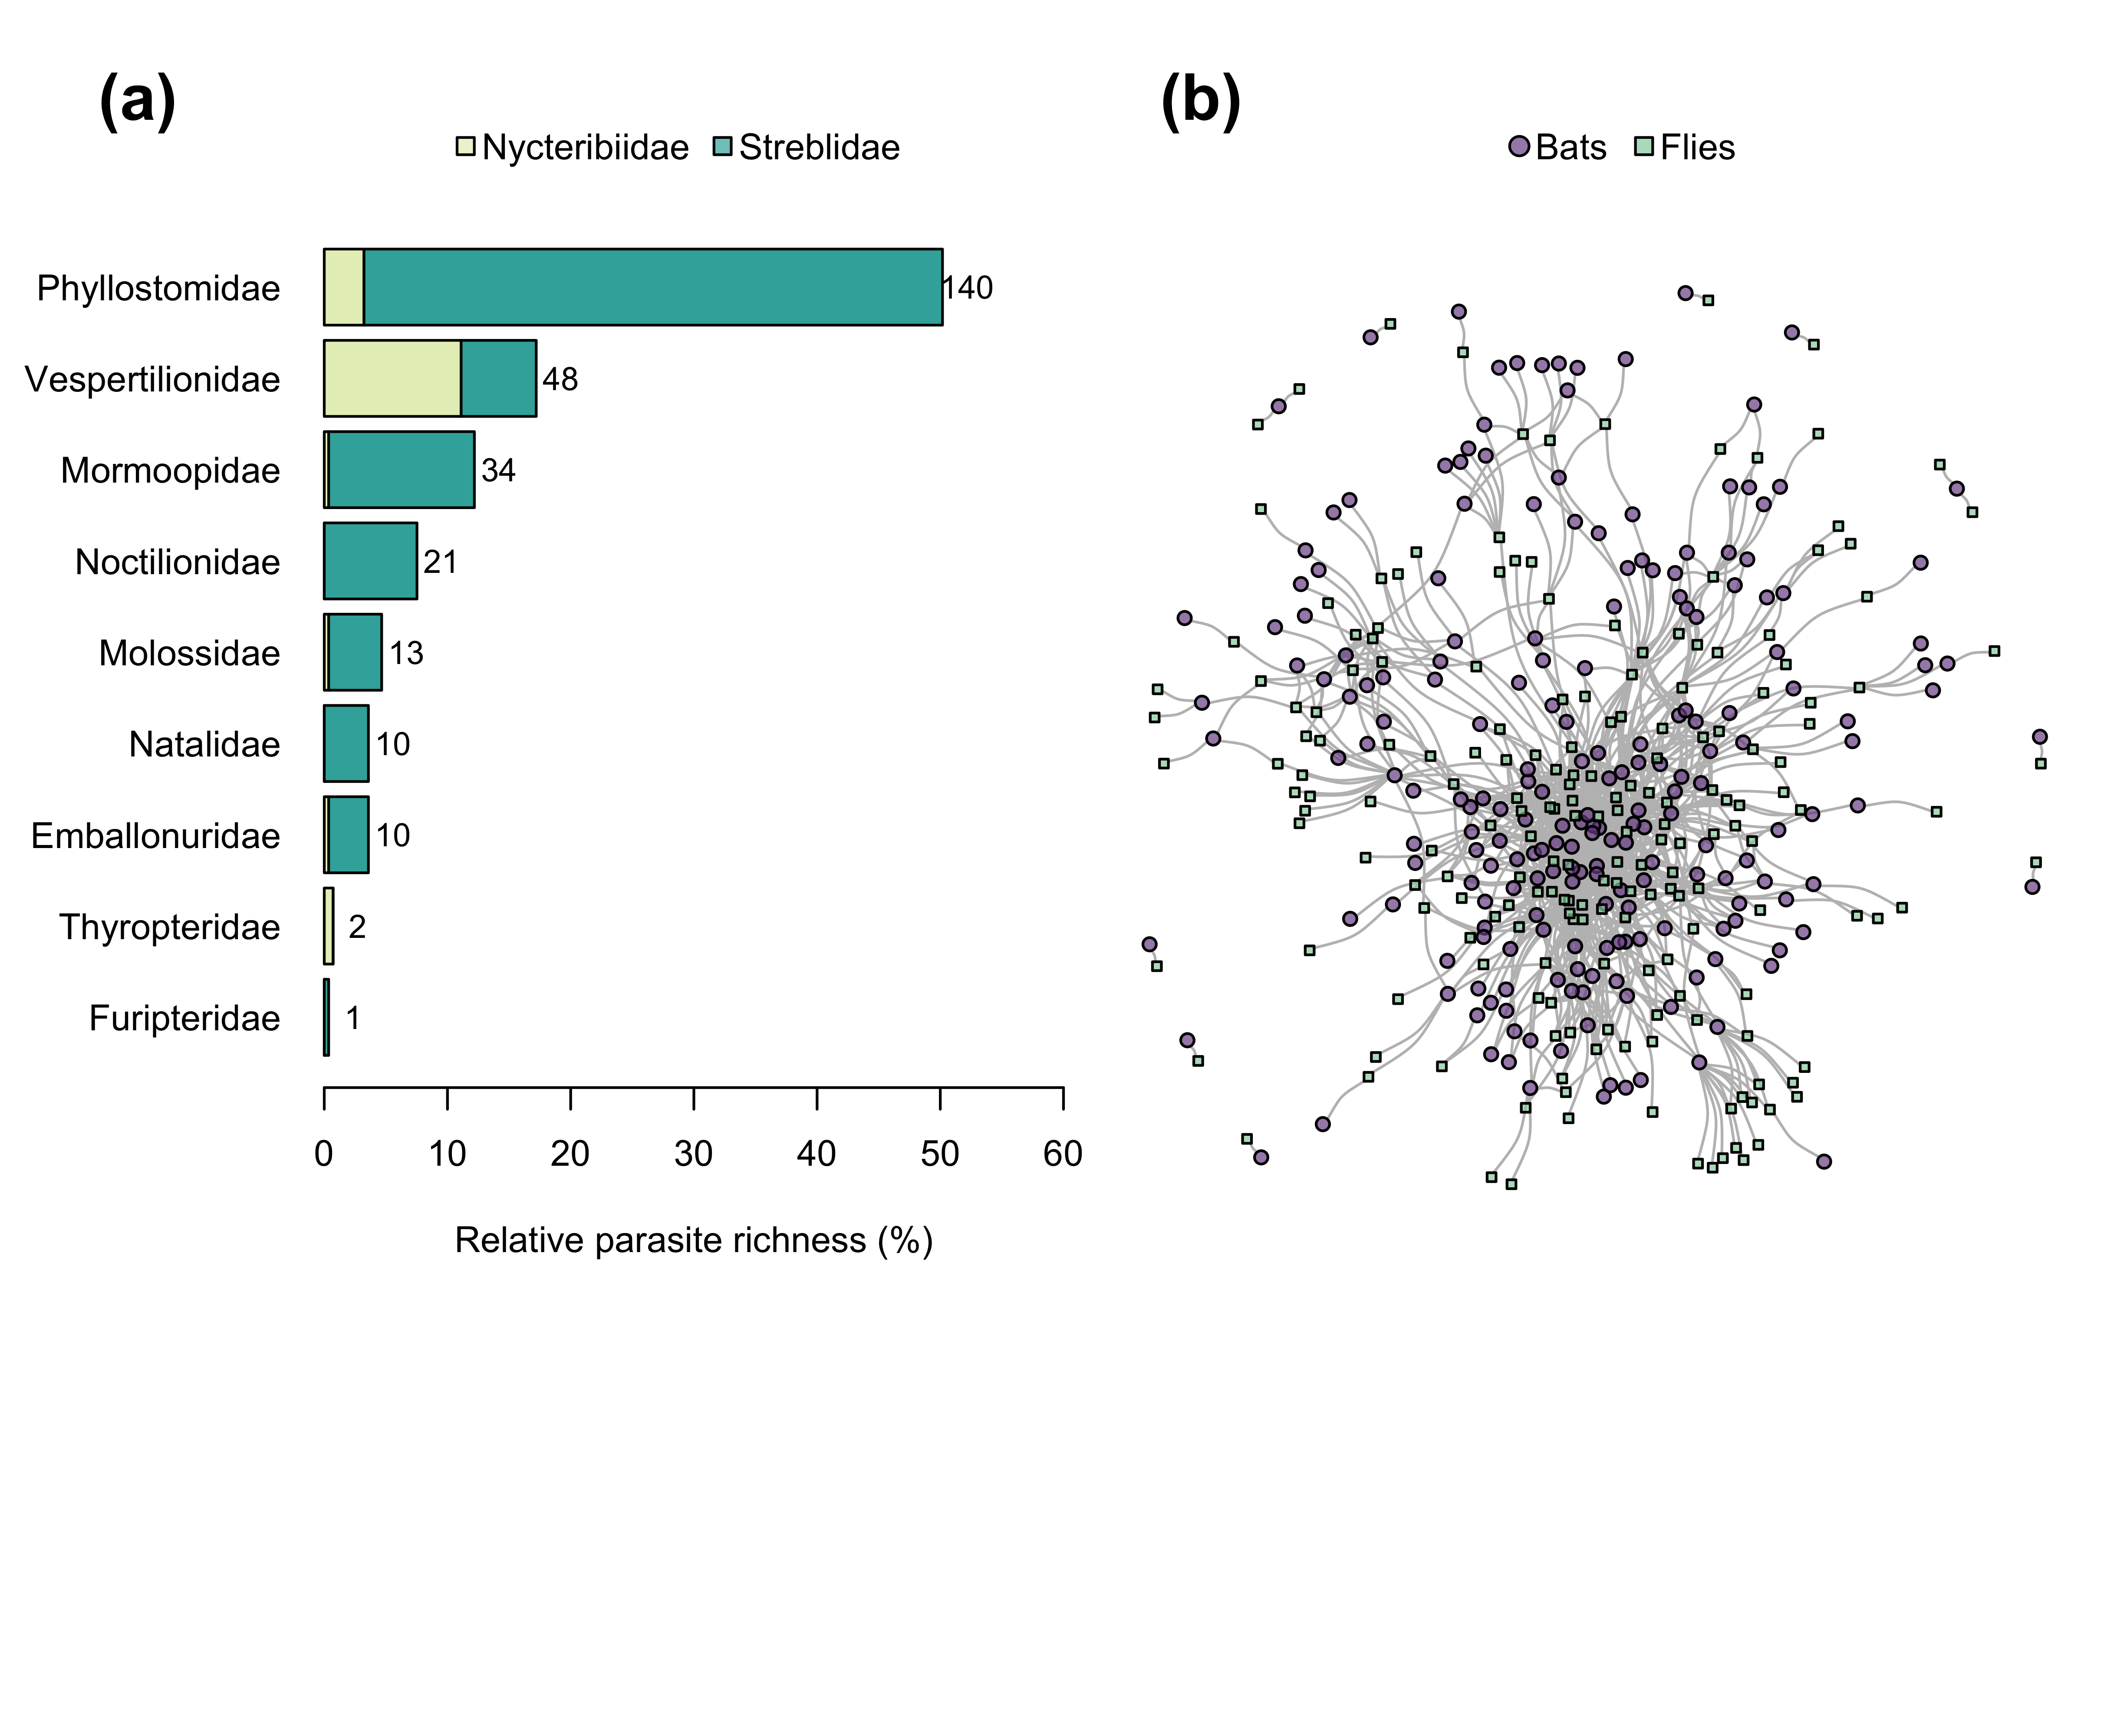 (a)
Nycteribiidae Streblidae
Phyllostomidae 140
Vespertilionidae 48
Mormoopidae 34
Noctilionidae 21
Molossidae 13
Natalidae 10
Emballonuridae 10
Thyropteridae 2
Furipteridae 1
0 10 20 30 40 50 60
Relative parasite richness (%)
(b)
Bats Flies